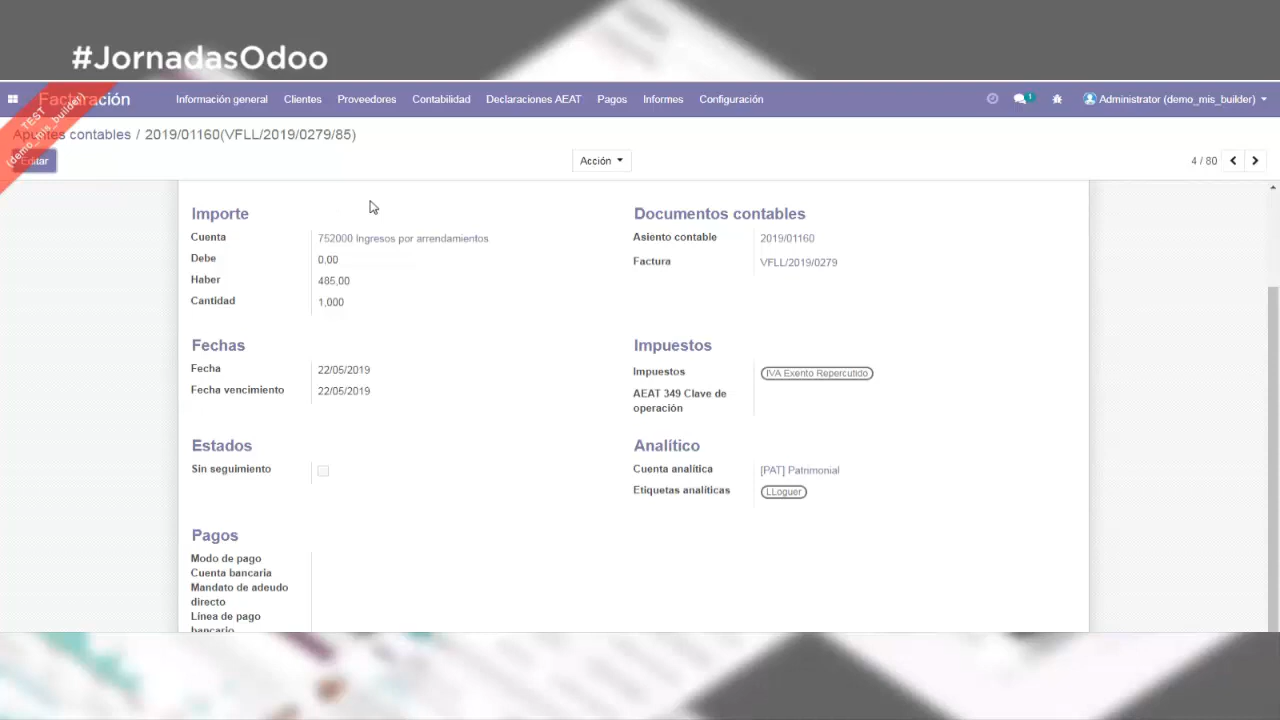 #JornadasOdoo
Facturación
Información general
Clientes
Proveedores
Contabilidad
Declaraciones AEAT
Pagos
Informes
Configuración
1
Administrator (demo_mis_builder)
TEST
(demo_mis_builder)
Apuntes contables / 2019/01160(VFLL/2019/0279/85)
Editar
Acción
4 / 80
Importe
Cuenta 752000 Ingresos por arrendamientos
Debe 0.00
Haber 485,00
Cantidad 1,000
Documentos contables
Asiento contable 2019/01160
Factura VFLL/2019/0279
Fechas
Fecha 22/05/2019
Fecha vencimiento 22/05/2019
Impuestos
Impuestos IVA Exento Repercutido
AEAT 349 Clave de
operación
Estados
Sin seguimiento
Analítico
Cuenta analítica [PAT] Patrimonial
Etiquetas analíticas LLoguer
Pagos
Modo de pago
Cuenta bancaria
Mandato de adeudo
directo
Línea de pago
bancario